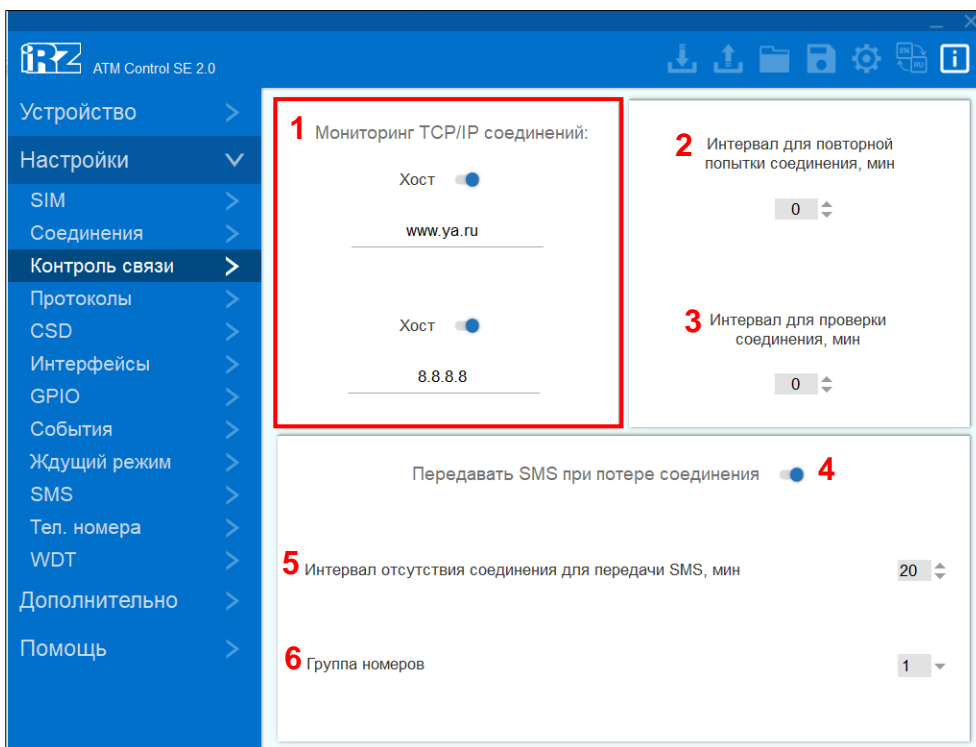 iRZ ATM Control SE 2.0
EN
RU
Устройство
Настройки
SIM
Соединения
Контроль связи
Протоколы
CSD
Интерфейсы
GPIO
События
Ждущий режим
SMS
Тел. номера
WDT
Дополнительно
Помощь
1 Мониторинг TCP/IP соединений:
Хост
www.ya.ru
Хост
8.8.8.8
2 Интервал для повторной
попытки соединения, мин
0
3 Интервал для проверки
соединения, мин
0
Передавать SMS при потере соединения 4
5 Интервал отсутствия соединения для передачи SMS, мин 20
6 Группа номеров 1